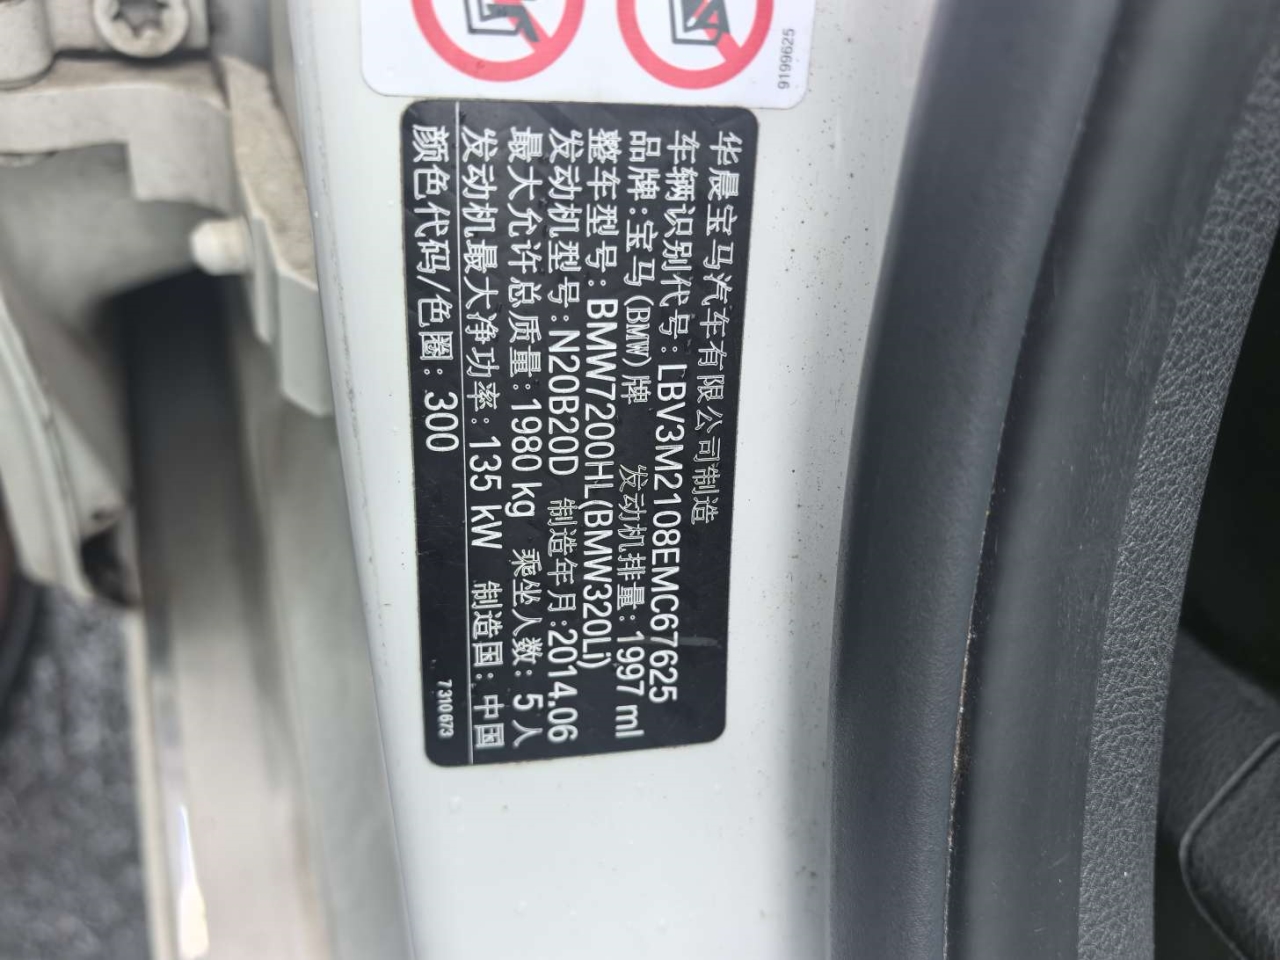 9199625
华晨宝马汽车有限公司制造
车辆识别代号:LBV3M2108EMC67625
品牌:宝马(BMW)牌 发动机排量:1997 ml
整车型号:BMW7200HL(BMW320Li)
发动机型号:N20B20D 制造年月:2014.06
最大允许总质量:1980 kg 乘坐人数:5人
发动机最大净功率:135 kW 制造国:中国
颜色代码/色圈:300
7310673